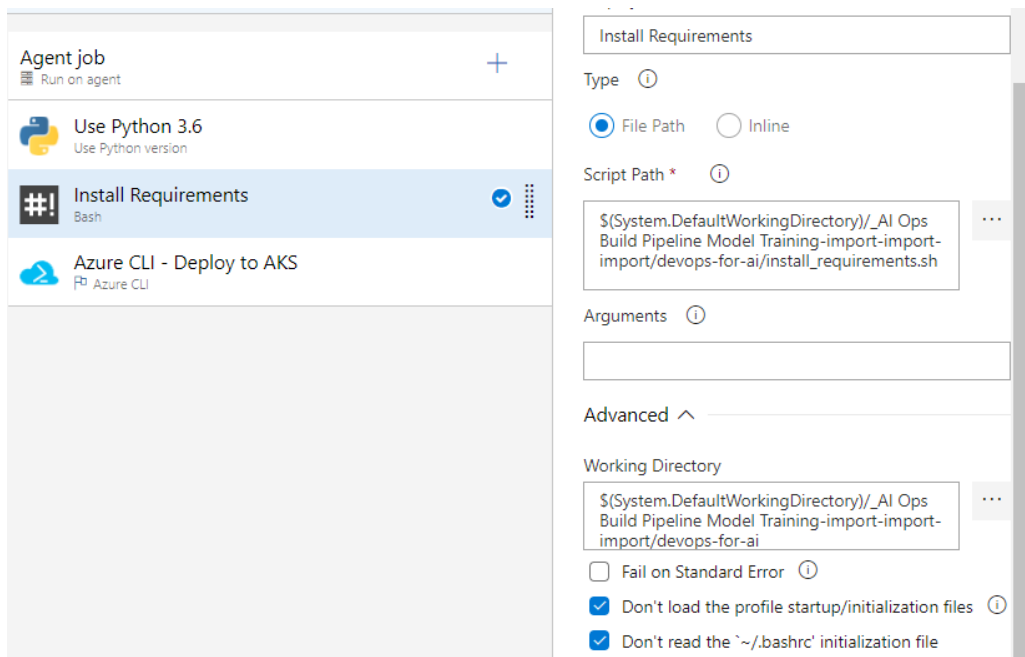 Agent job
Run on agent
Use Python 3.6
Use Python version
#!
Install Requirements
Bash
Azure CLI - Deploy to AKS
Azure CLI
Install Requirements
Type
File Path
Inline
Script Path *
$(System.DefaultWorkingDirectory)/_AI Ops
Build Pipeline Model Training-import-import-
import/devops-for-ai/install_requirements.sh
Arguments
Advanced
Working Directory
$(System.DefaultWorkingDirectory)/_AI Ops
Build Pipeline Model Training-import-import-
import/devops-for-ai
Fail on Standard Error
Don't load the profile startup/initialization files
Don't read the `~/.bashrc' initialization file